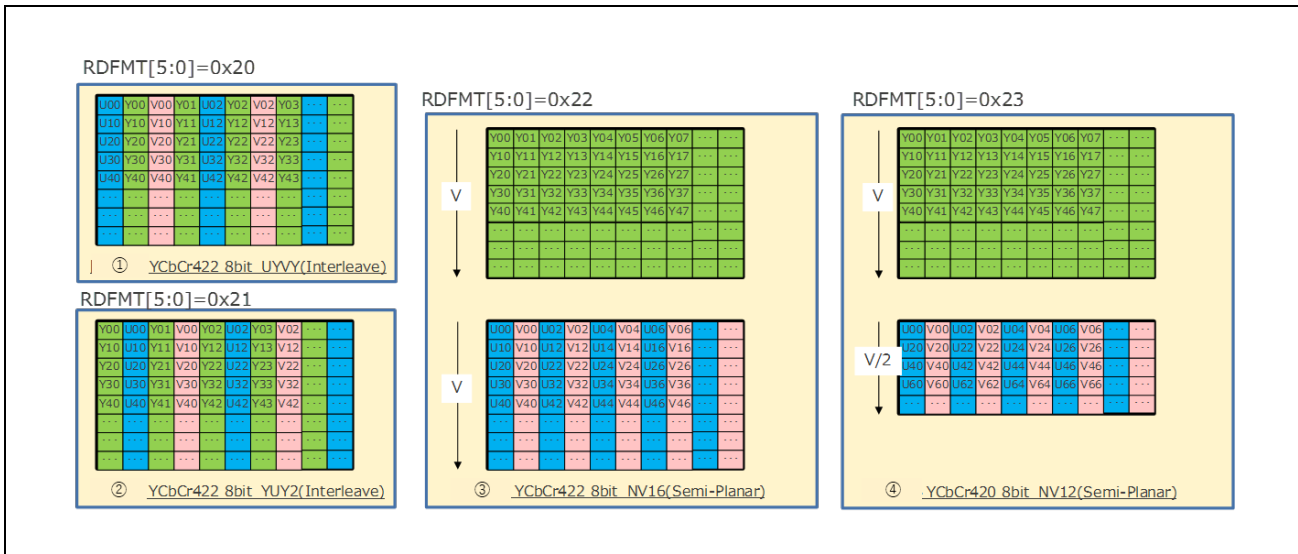 RDFMT[5:0]=0x20
U00 Y00 V00 Y01 U02 Y02 V02 Y03 --- ---
U10 Y10 V10 Y11 U12 Y12 V12 Y13 --- ---
U20 Y20 V20 Y21 U22 Y22 V22 Y23 --- ---
U30 Y30 V30 Y31 U32 Y32 V32 Y33 --- ---
U40 Y40 V40 Y41 U42 Y42 V42 Y43 --- ---
--- --- --- --- --- --- --- --- --- ---
--- --- --- --- --- --- --- --- --- ---
--- --- --- --- --- --- --- --- --- ---
① YCbCr422 8bit UYVY(Interleave)
RDFMT[5:0]=0x21
Y00 U00 Y01 V00 Y02 U02 Y03 V02 --- ---
Y10 U10 Y11 V10 Y12 U12 Y13 V12 --- ---
Y20 U20 Y21 V20 Y22 U22 Y23 V22 --- ---
Y30 U30 Y31 V30 Y32 U32 Y33 V32 --- ---
Y40 U40 Y41 V40 Y42 U42 Y43 V42 --- ---
--- --- --- --- --- --- --- --- --- ---
--- --- --- --- --- --- --- --- --- ---
--- --- --- --- --- --- --- --- --- ---
② YCbCr422 8bit YUY2(Interleave)
RDFMT[5:0]=0x22
Y00 Y01 Y02 Y03 Y04 Y05 Y06 Y07 --- ---
Y10 Y11 Y12 Y13 Y14 Y15 Y16 Y17 --- ---
Y20 Y21 Y22 Y23 Y24 Y25 Y26 Y27 --- ---
Y30 Y31 Y32 Y33 Y34 Y35 Y36 Y37 --- ---
Y40 Y41 Y42 Y43 Y44 Y45 Y46 Y47 --- ---
--- --- --- --- --- --- --- --- --- ---
--- --- --- --- --- --- --- --- --- ---
--- --- --- --- --- --- --- --- --- ---
V
U00 V00 U02 V02 U04 V04 U06 V06 --- ---
U10 V10 U12 V12 U14 V14 U16 V16 --- ---
U20 V20 U22 V22 U24 V24 U26 V26 --- ---
U30 V30 U32 V32 U34 V34 U36 V36 --- ---
U40 V40 U42 V42 U44 V44 U46 V46 --- ---
--- --- --- --- --- --- --- --- --- ---
--- --- --- --- --- --- --- --- --- ---
--- --- --- --- --- --- --- --- --- ---
V
③ YCbCr422 8bit NV16(Semi-Planar)
RDFMT[5:0]=0x23
Y00 Y01 Y02 Y03 Y04 Y05 Y06 Y07 --- ---
Y10 Y11 Y12 Y13 Y14 Y15 Y16 Y17 --- ---
Y20 Y21 Y22 Y23 Y24 Y25 Y26 Y27 --- ---
Y30 Y31 Y32 Y33 Y34 Y35 Y36 Y37 --- ---
Y40 Y41 Y42 Y43 Y44 Y45 Y46 Y47 --- ---
--- --- --- --- --- --- --- --- --- ---
--- --- --- --- --- --- --- --- --- ---
--- --- --- --- --- --- --- --- --- ---
V
U00 V00 U02 V02 U04 V04 U06 V06 --- ---
U20 V20 U22 V22 U24 V24 U26 V26 --- ---
U40 V40 U42 V42 U44 V44 U46 V46 --- ---
U60 V60 U62 V62 U64 V64 U66 V66 --- ---
--- --- --- --- --- --- --- --- --- ---
V/2
④ YCbCr420 8bit NV12(Semi-Planar)